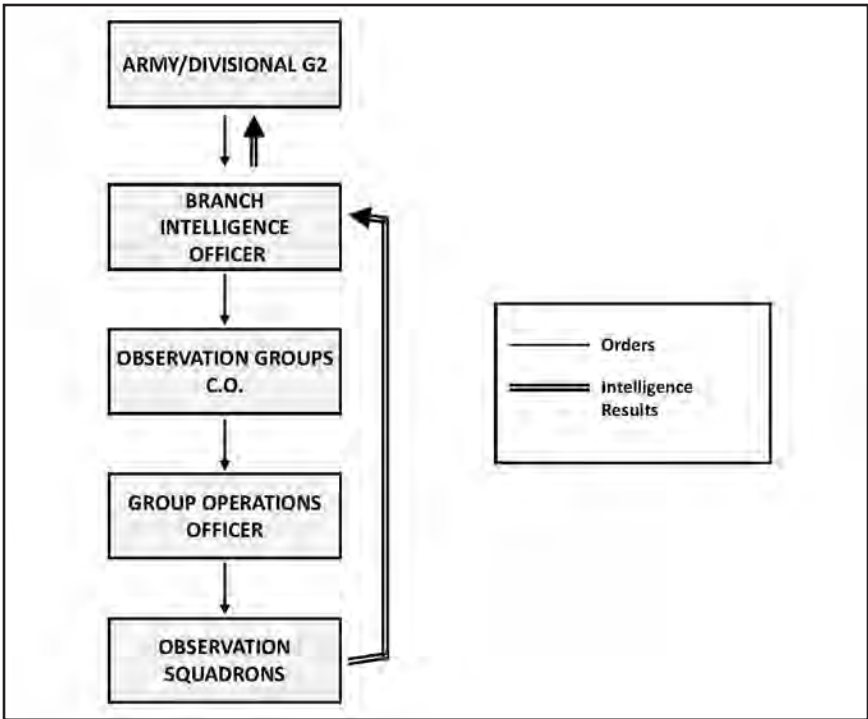 ARMY/DIVISIONAL G2
BRANCH
INTELLIGENCE
OFFICER
OBSERVATION GROUPS
C.O.
GROUP OPERATIONS
OFFICER
OBSERVATION
SQUADRONS
Orders
Intelligence
Results